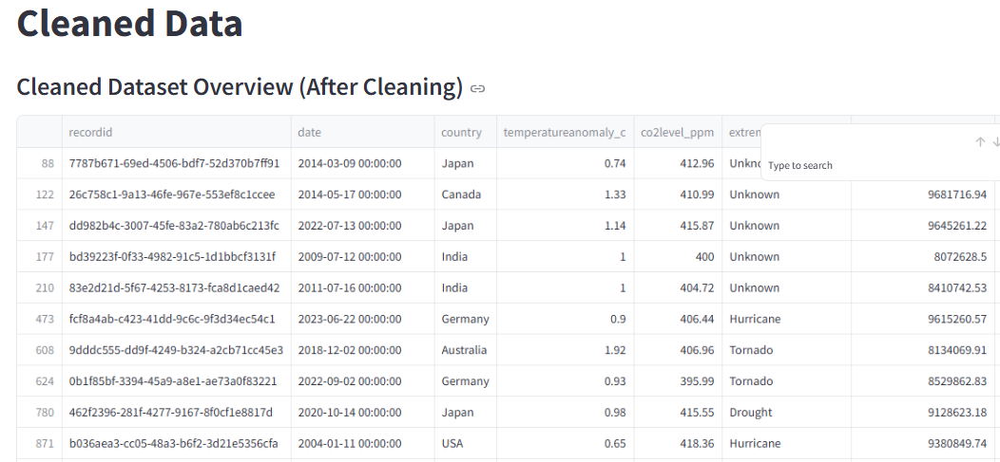 Cleaned Data
Cleaned Dataset Overview (After Cleaning)
recordid date country temperatureanomaly_c co2level_ppm extrem
Type to search
88 7787b671-69ed-4506-bdf7-52d370b7ff91 2014-03-09 00:00:00 Japan 0.74 412.96 Unkno
122 26c758c1-9a13-46fe-967e-553ef8c1ccee 2014-05-17 00:00:00 Canada 1.33 410.99 Unknown 9681716.94
147 dd982b4c-3007-45fe-83a2-780ab6c213fc 2022-07-13 00:00:00 Japan 1.14 415.87 Unknown 9645261.22
177 bd39223f-0f33-4982-91c5-1d1bbcf3131f 2009-07-12 00:00:00 India 1 400 Unknown 8072628.5
210 83e2d21d-5f67-4253-8173-fca8d1caed42 2011-07-16 00:00:00 India 1 404.72 Unknown 8410742.53
473 fcf8a4ab-c423-41dd-9c6c-9f3d34ec54c1 2023-06-22 00:00:00 Germany 0.9 406.44 Hurricane 9615260.57
608 9dddc555-dd9f-4249-b324-a2cb71cc45e3 2018-12-02 00:00:00 Australia 1.92 406.96 Tornado 8134069.91
624 0b1f85bf-3394-45a9-a8e1-ae73a0f83221 2022-09-02 00:00:00 Germany 0.93 395.99 Tornado 8529862.83
780 462f2396-281f-4277-9167-8f0cf1e8817d 2020-10-14 00:00:00 Japan 0.98 415.55 Drought 9128623.18
871 b036aea3-cc05-48a3-b6f2-3d21e5356cfa 2004-01-11 00:00:00 USA 0.65 418.36 Hurricane 9380849.74